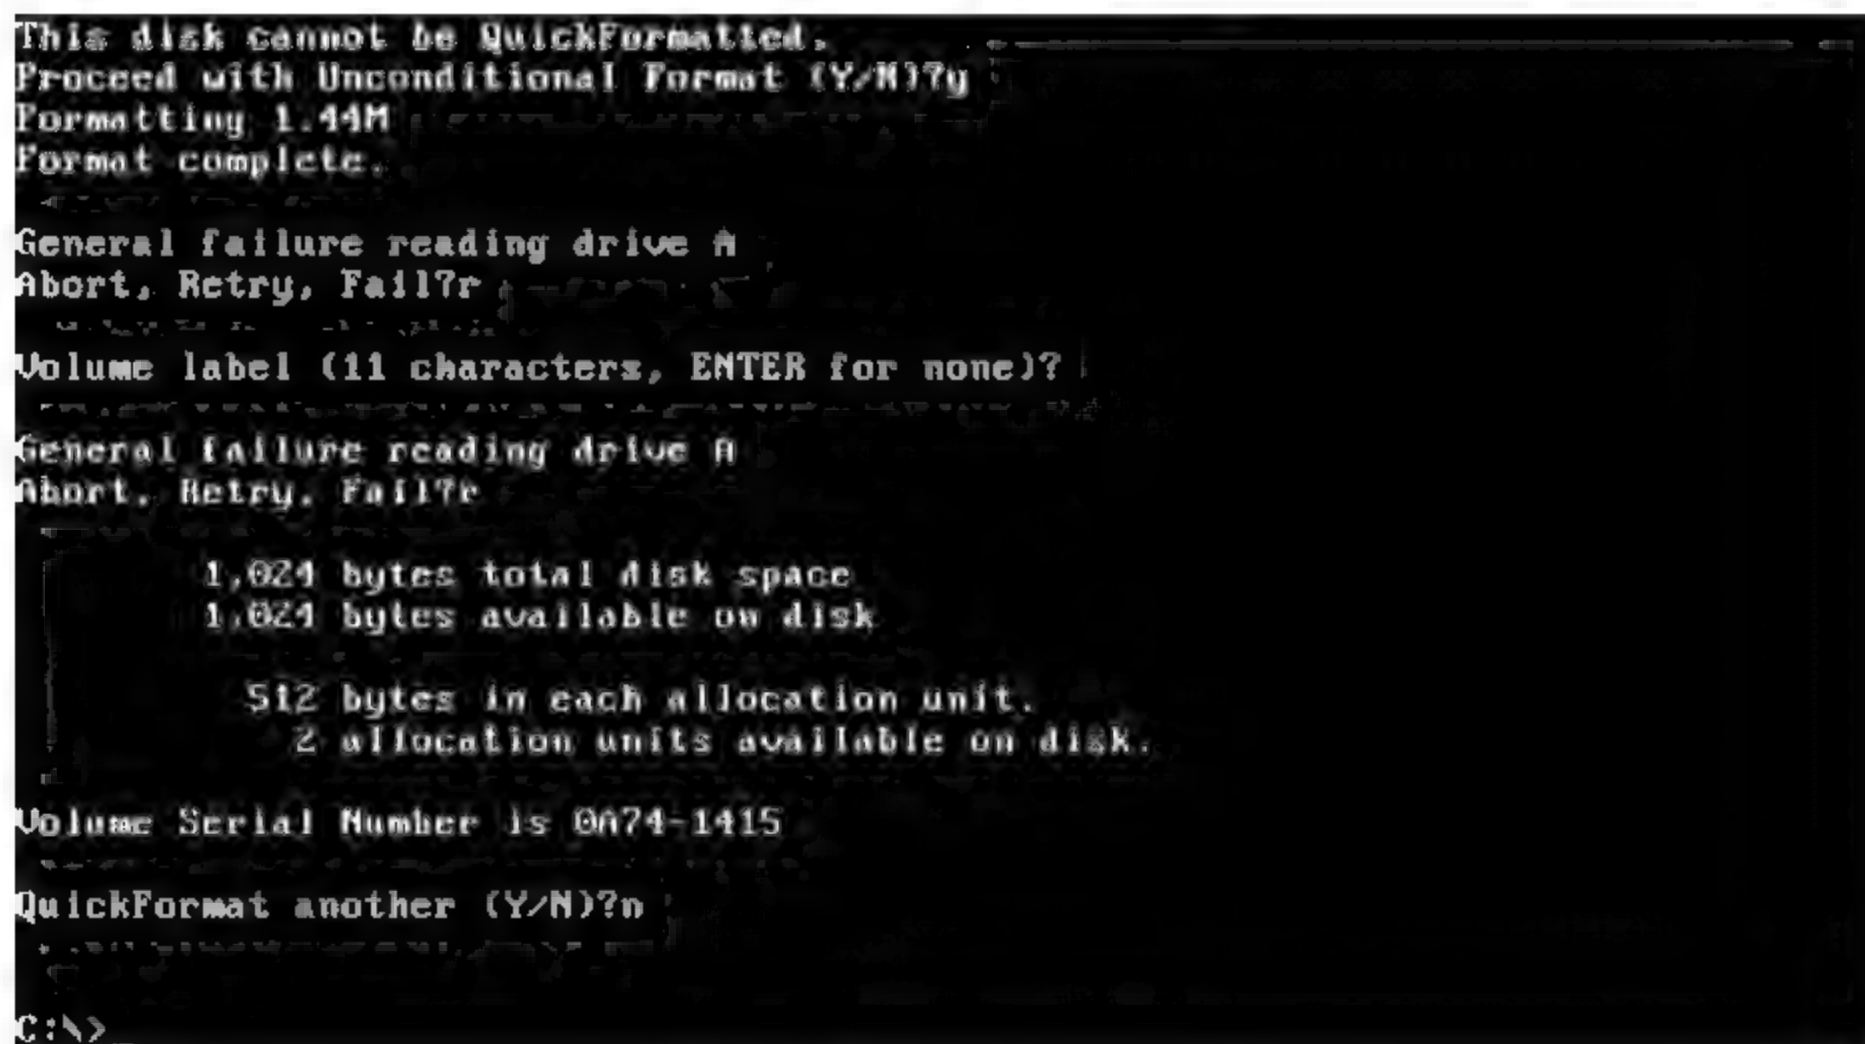 This disk cannot be QuickFormatted.
Proceed with Unconditional Format (Y/N)?y
Formatting 1.44M
Format complete.
General failure reading drive A
Abort, Retry, Fail?r
Volume label (11 characters, ENTER for none)?
General failure reading drive A
Abort, Retry, Fail?r
1,024 bytes total disk space
1,024 bytes available on disk
512 bytes in each allocation unit.
2 allocation units available on disk.
Volume Serial Number is 0A74-1415
QuickFormat another (Y/N)?n
C:\>